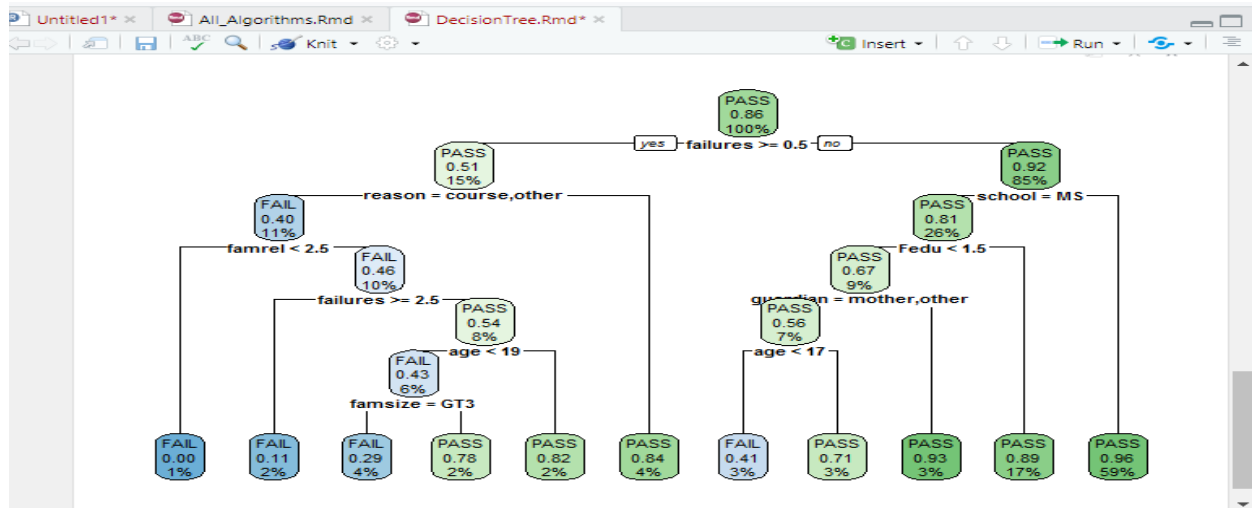 Untitled1*
All_Algorithms.Rmd
DecisionTree.Rmd*
ABC
Knit
Insert
Run
PASS
0.86
100%
yes
failures >= 0.5
no
PASS
0.51
15%
PASS
0.92
85%
reason = course,other
school = MS
FAIL
0.40
11%
PASS
0.81
26%
famrel < 2.5
Fedu < 1.5
FAIL
0.46
10%
PASS
0.67
9%
failures >= 2.5
guardian = mother,other
PASS
0.54
8%
PASS
0.56
7%
age < 19
age < 17
FAIL
0.43
6%
famsize = GT3
FAIL
0.00
1%
FAIL
0.11
2%
FAIL
0.29
4%
PASS
0.78
2%
PASS
0.82
2%
PASS
0.84
4%
FAIL
0.41
3%
PASS
0.71
3%
PASS
0.93
3%
PASS
0.89
17%
PASS
0.96
59%